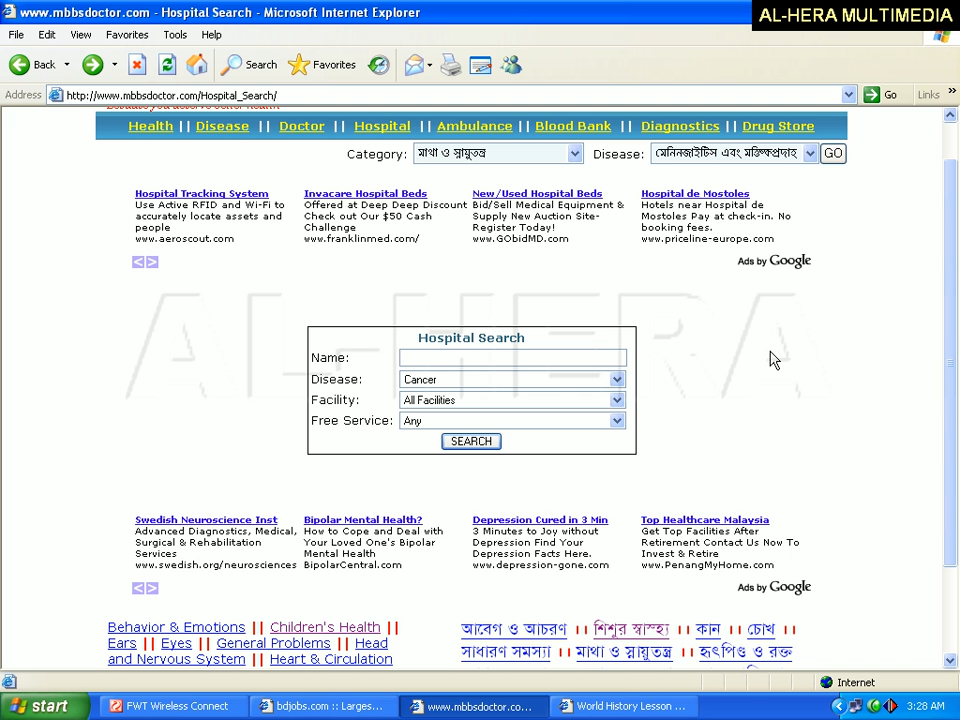 www.mbbsdoctor.com - Hospital Search - Microsoft Internet Explorer
AL-HERA MULTIMEDIA
File Edit View Favorites Tools Help
Back Search Favorites
Address http://www.mbbsdoctor.com/Hospital_Search/ Go Links »
Health || Disease || Doctor || Hospital || Ambulance || Blood Bank || Diagnostics || Drug Store
Category: মাথা ও স্নায়ুতন্ত্র Disease: মেনিনজাইটিস এবং মস্তিষ্কপ্রদাহ GO
Hospital Tracking System
Use Active RFID and Wi-Fi to
accurately locate assets and
people
www.aeroscout.com
Invacare Hospital Beds
Offered at Deep Deep Discount
Check out Our $50 Cash
Challenge
www.franklinmed.com/
New/Used Hospital Beds
Bid/Sell Medical Equipment &
Supply New Auction Site-
Register Today!
www.GObidMD.com
Hospital de Mostoles
Hotels near Hospital de
Mostoles Pay at check-in. No
booking fees.
www.priceline-europe.com
Ads by Google
AL-HERA
Hospital Search
Name:
Disease: Cancer
Facility: All Facilities
Free Service: Any
SEARCH
Swedish Neuroscience Inst
Advanced Diagnostics, Medical,
Surgical & Rehabilitation
Services
www.swedish.org/neurosciences
Bipolar Mental Health?
How to Cope and Deal with
Your Loved One's Bipolar
Mental Health
BipolarCentral.com
Depression Cured in 3 Min
3 Minutes to Joy without
Depression Find Your
Depression Facts Here.
www.depression-gone.com
Top Healthcare Malaysia
Get Top Facilities After
Retirement Contact Us Now To
Invest & Retire
www.PenangMyHome.com
Ads by Google
Behavior & Emotions || Children's Health ||
Ears || Eyes || General Problems || Head
and Nervous System || Heart & Circulation
আবেগ ও আচরণ ।। শিশুর স্বাস্হ্য ।। কান ।। চোখ ।।
সাধারণ সমস্যা ।। মাথা ও স্নায়ুতন্ত্র ।। হৃৎপিণ্ড ও রক্ত
Internet
start FWT Wireless Connect bdjobs.com :: Larges... www.mbbsdoctor.co... World History Lesson ... 3:28 AM